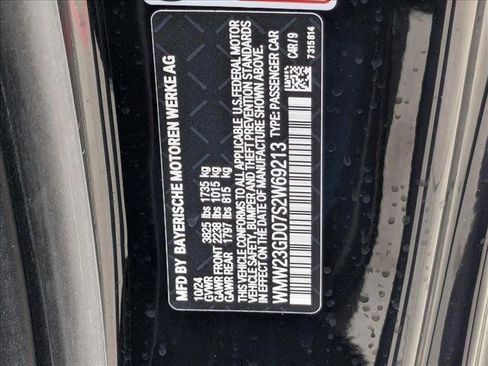 MFD BY BAYERISCHE MOTOREN WERKE AG
10/24
GVWR 3825 lbs 1735 kg
GAWR FRONT 2238 lbs 1015 kg
GAWR REAR 1797 lbs 815 kg
THIS VEHICLE CONFORMS TO ALL APPLICABLE U.S. FEDERAL MOTOR
VEHICLE SAFETY, BUMPER, AND THEFT PREVENTION STANDARDS
IN EFFECT ON THE DATE OF MANUFACTURE SHOWN ABOVE.
WMW23GD07S2W69213 TYPE: PASSENGER CAR
C4R/9
7315814